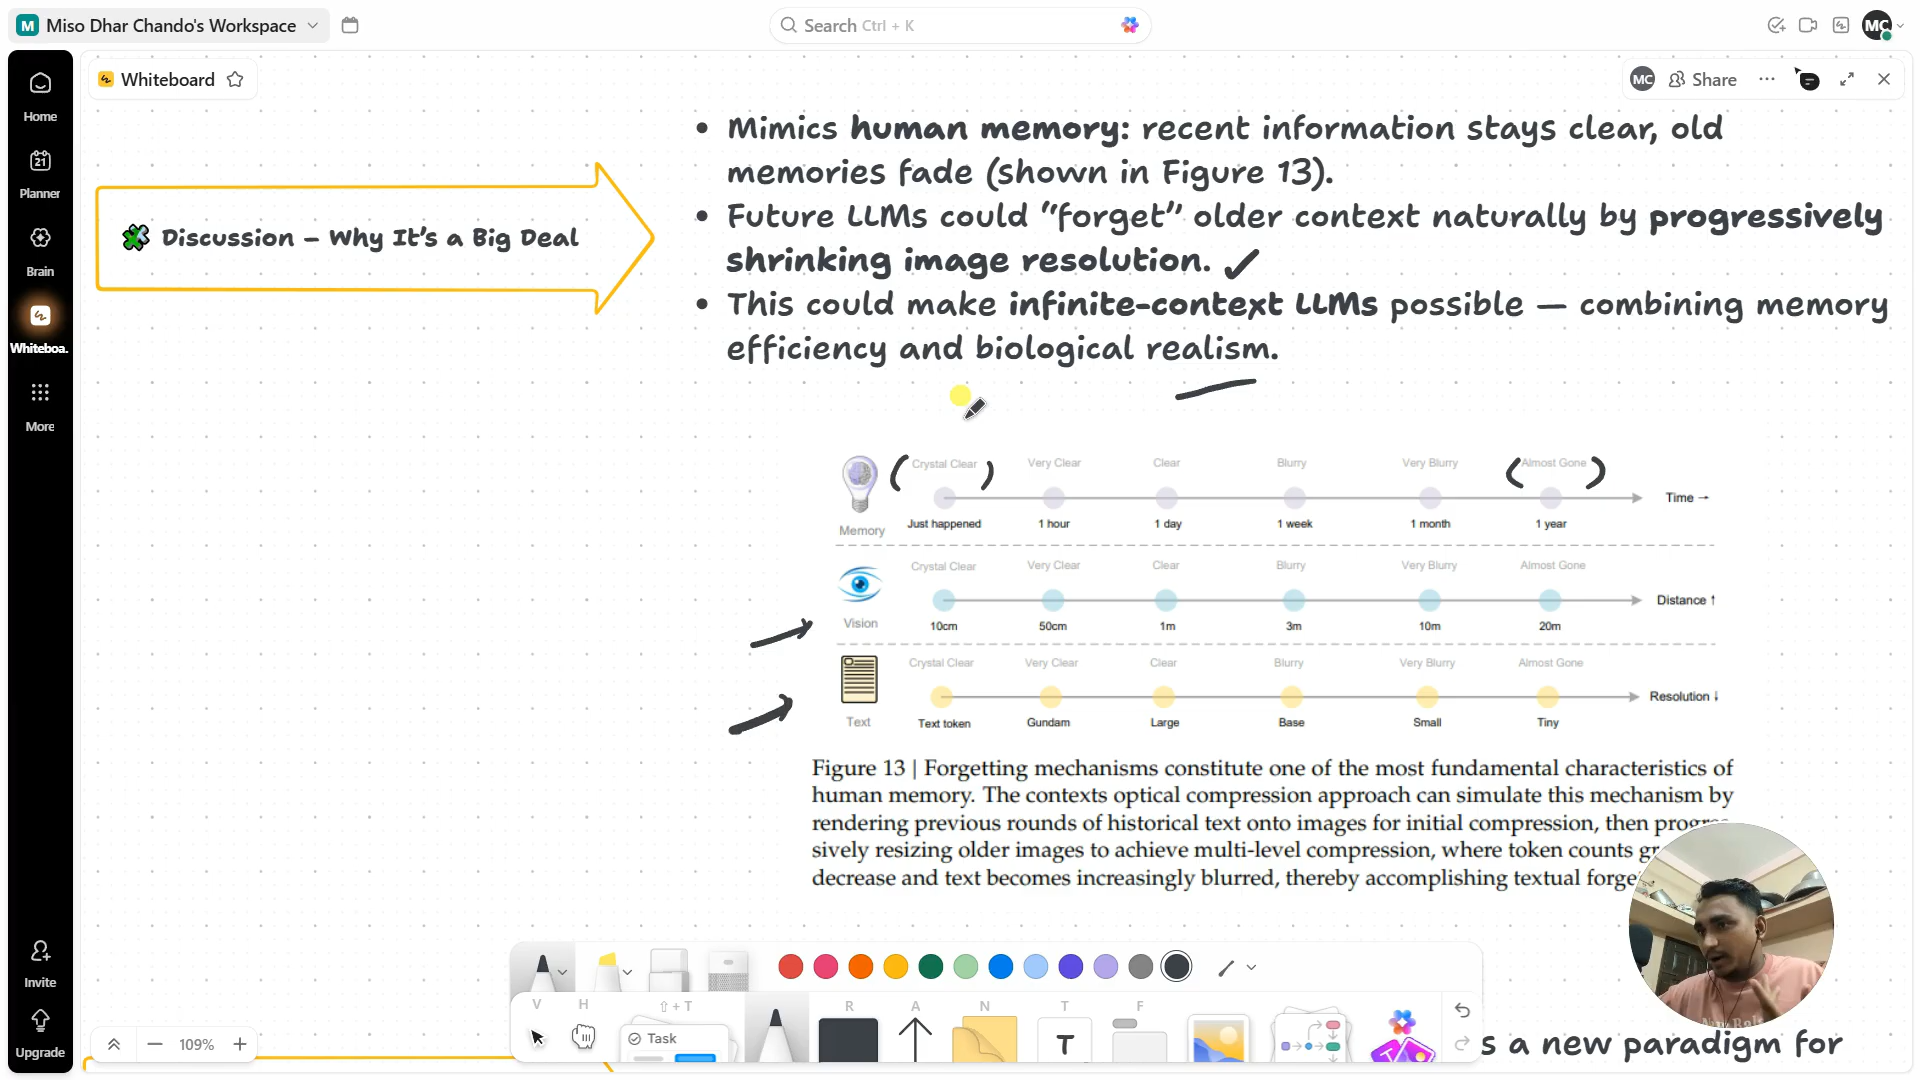 M Miso Dhar Chando's Workspace
Search Ctrl + K
MC
Whiteboard
MC Share
Home
21
Planner
Brain
Whiteboa.
More
Invite
Upgrade
• Mimics human memory: recent information stays clear, old
memories fade (shown in Figure 13).
• Future LLMs could “forget” older context naturally by progressively
shrinking image resolution.
• This could make infinite-context LLMs possible — combining memory
efficiency and biological realism.
Discussion – Why It’s a Big Deal
Crystal Clear Very Clear Clear Blurry Very Blurry Almost Gone
Time →
Memory Just happened 1 hour 1 day 1 week 1 month 1 year
Crystal Clear Very Clear Clear Blurry Very Blurry Almost Gone
Distance ↑
Vision 10cm 50cm 1m 3m 10m 20m
Crystal Clear Very Clear Clear Blurry Very Blurry Almost Gone
Resolution ↓
Text Text token Gundam Large Base Small Tiny
Figure 13 | Forgetting mechanisms constitute one of the most fundamental characteristics of
human memory. The contexts optical compression approach can simulate this mechanism by
rendering previous rounds of historical text onto images for initial compression, then
sively resizing older images to achieve multi-level compression, where token counts
decrease and text becomes increasingly blurred, thereby accomplishing textual
V H ⇧ + T R A N T F
Task
T
109%
s a new paradigm for